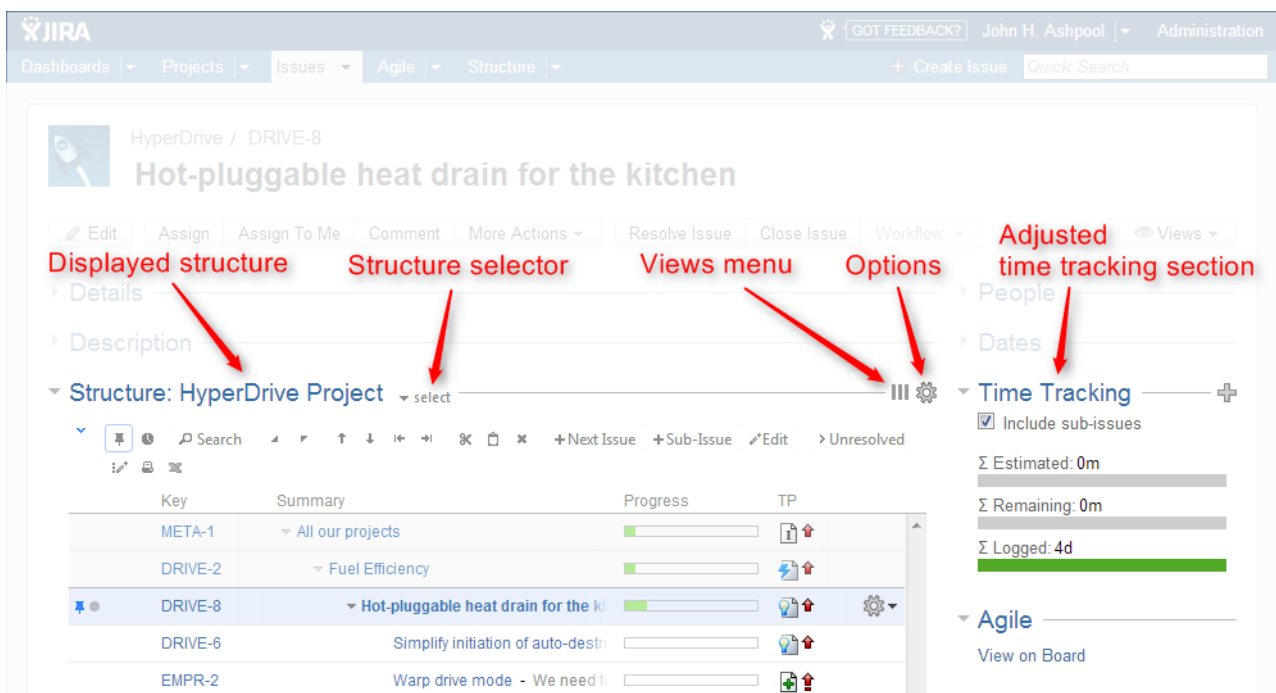 JIRA
GOT FEEDBACK? John H. Ashpool Administration
Dashboards Projects Issues Agile Structure + Create Issue Quick Search
HyperDrive / DRIVE-8
Hot-pluggable heat drain for the kitchen
Edit Assign Assign To Me Comment More Actions Resolve Issue Close Issue Workflow Views
Displayed structure Structure selector Views menu Options Adjusted
time tracking section
Details People
Description Dates
Structure: HyperDrive Project select Time Tracking
Include sub-issues
Search +Next Issue +Sub-Issue Edit Unresolved
Σ Estimated: 0m
Key Summary Progress TP
Σ Remaining: 0m
META-1 All our projects
Σ Logged: 4d
DRIVE-2 Fuel Efficiency
DRIVE-8 Hot-pluggable heat drain for the ki
Agile
DRIVE-6 Simplify initiation of auto-destr
View on Board
EMPR-2 Warp drive mode - We need t